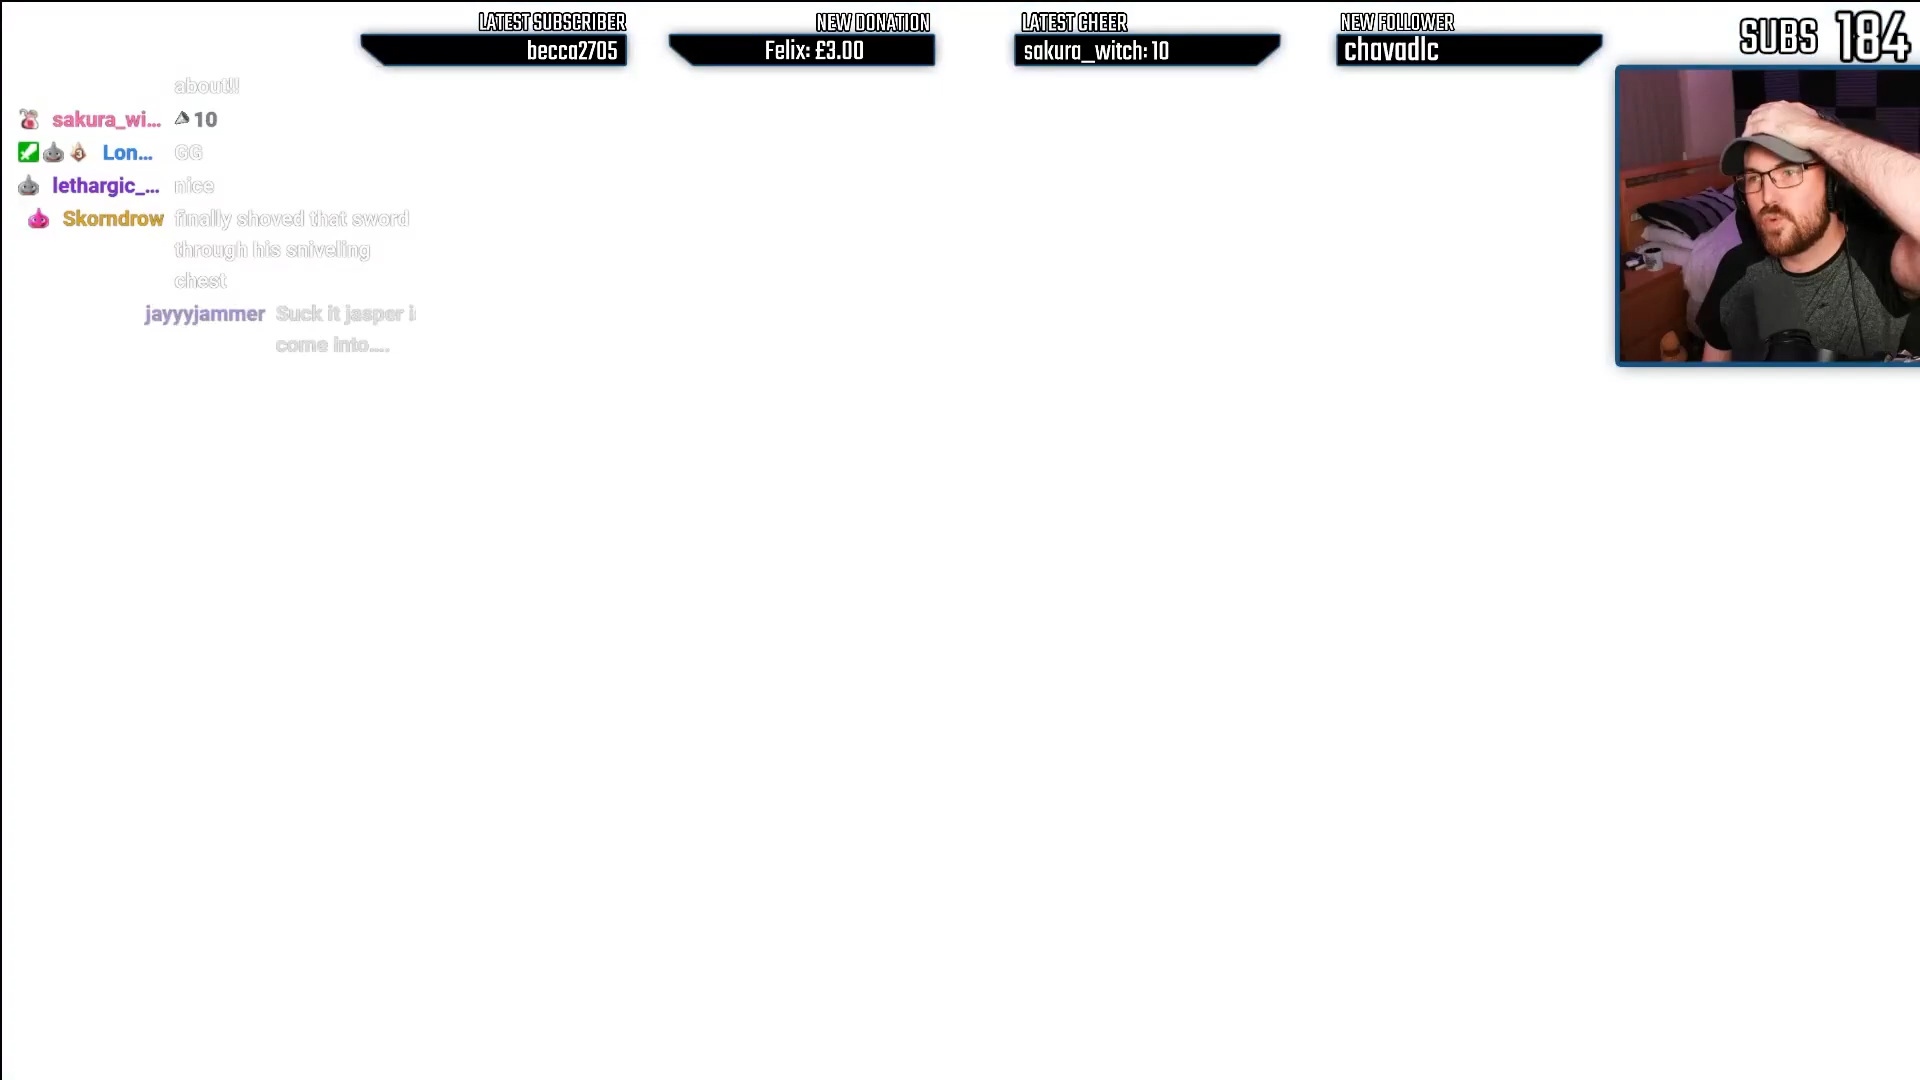 LATEST SUBSCRIBER
becca2705
NEW DONATION
Felix: £3.00
LATEST CHEER
sakura_witch: 10
NEW FOLLOWER
chavadlc
SUBS 184
about!!
sakura_wi... 10
3 Lon... GG
lethargic_... nice
Skorndrow finally shoved that sword
through his sniveling
chest
jayyyjammer Suck it jasper i
come into....